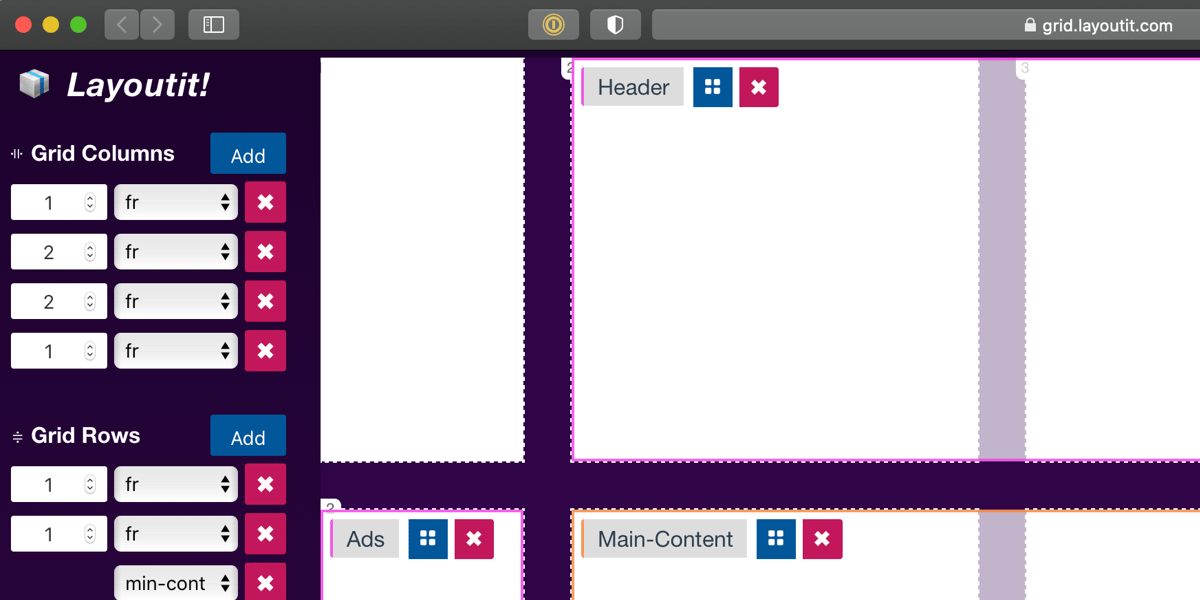 grid.layoutit.com
Layoutit!
Grid Columns Add
1 fr
2 fr
2 fr
1 fr
Grid Rows Add
1 fr
1 fr
min-cont
2 Header 3
2
Ads Main-Content